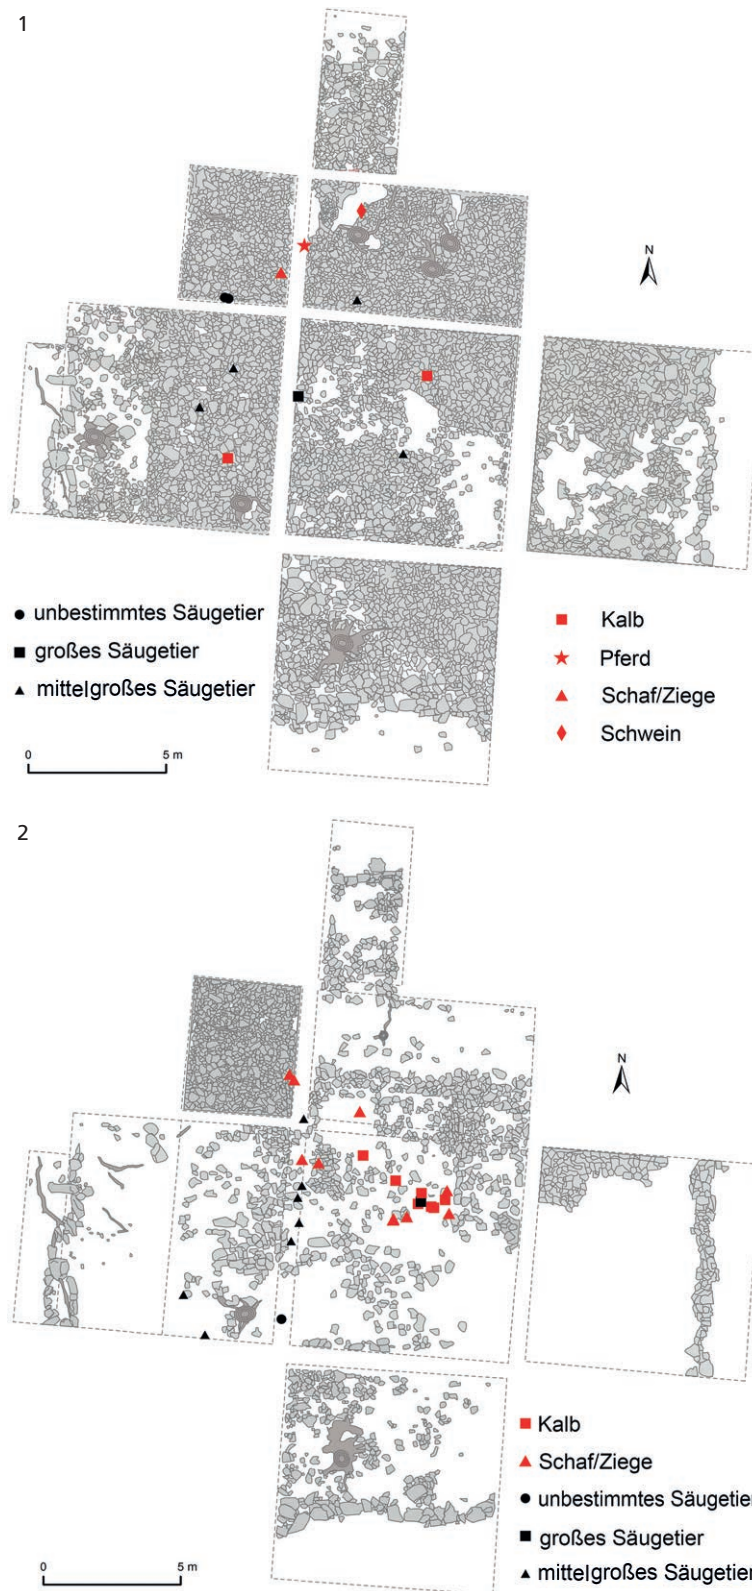 1
N
unbestimmtes Säugetier
großes Säugetier
mittelgroßes Säugetier
0 5 m
Kalb
Pferd
Schaf/Ziege
Schwein
2
N
Kalb
Schaf/Ziege
unbestimmtes Säugetier
großes Säugetier
mittelgroßes Säugetier
0 5 m